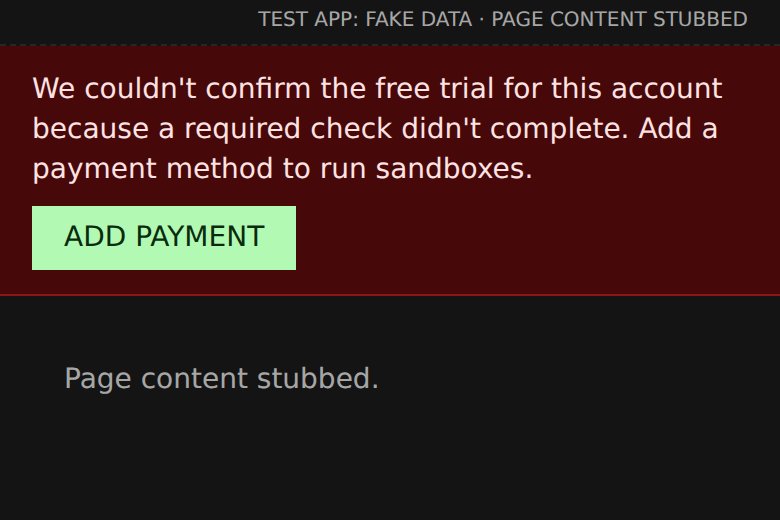 TEST APP: FAKE DATA · PAGE CONTENT STUBBED
We couldn't confirm the free trial for this account
because a required check didn't complete. Add a
payment method to run sandboxes.
ADD PAYMENT
Page content stubbed.